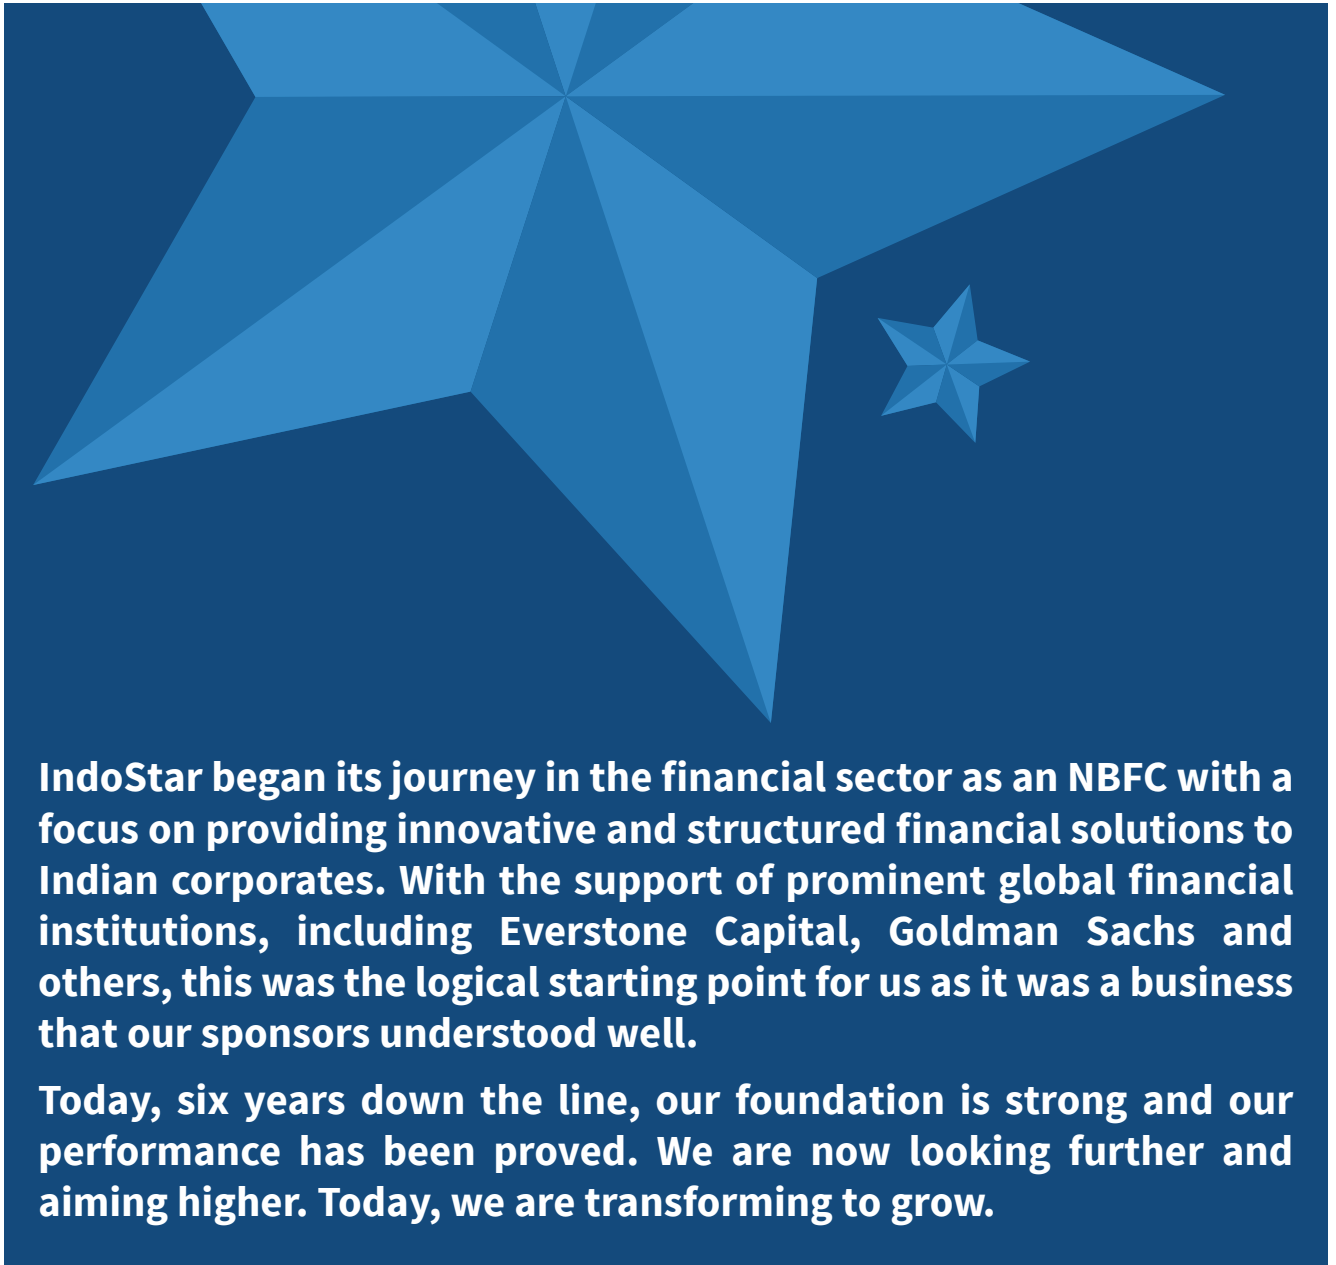 IndoStar began its journey in the financial sector as an NBFC with a
focus on providing innovative and structured financial solutions to
Indian corporates. With the support of prominent global financial
institutions, including Everstone Capital, Goldman Sachs and
others, this was the logical starting point for us as it was a business
that our sponsors understood well.
Today, six years down the line, our foundation is strong and our
performance has been proved. We are now looking further and
aiming higher. Today, we are transforming to grow.